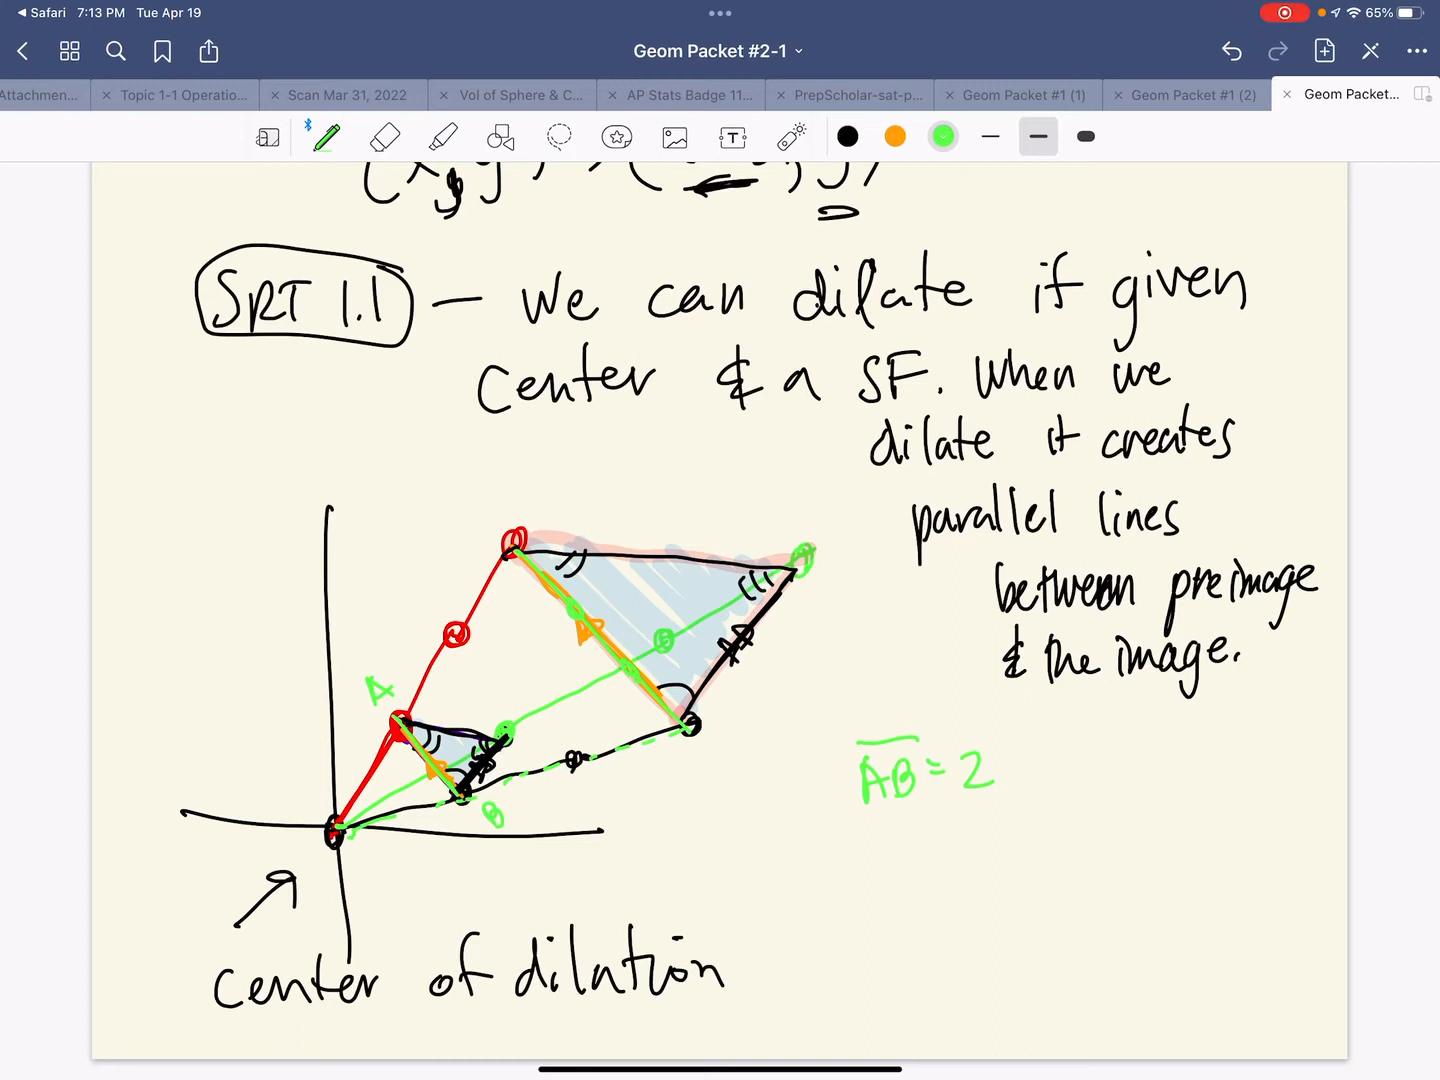 Safari 7:13 PM Tue Apr 19
65%
Geom Packet #2-1
Attachmen...
Topic 1-1 Operatio...
Scan Mar 31, 2022
Vol of Sphere & C...
AP Stats Badge 11...
PrepScholar-sat-p...
Geom Packet #1 (1)
Geom Packet #1 (2)
Geom Packet...
SRT 1.1 — We can dilate if given
center & a SF. When we
dilate it creates
parallel lines
between preimage
& the image.
A
B
AB = 2
center of dilation